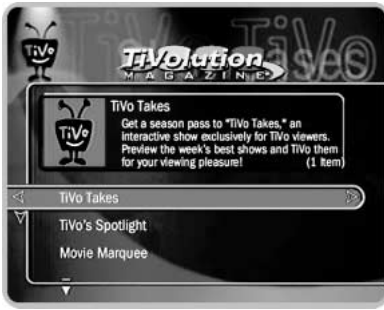 TiVo
TiVolution
MAGAZINE
TiVo Takes
TiVo
Get a season pass to "TiVo Takes," an
interactive show exclusively for TiVo viewers.
Preview the week's best shows and TiVo them
for your viewing pleasure! (1 Item)
TiVo Takes
TiVo's Spotlight
Movie Marquee